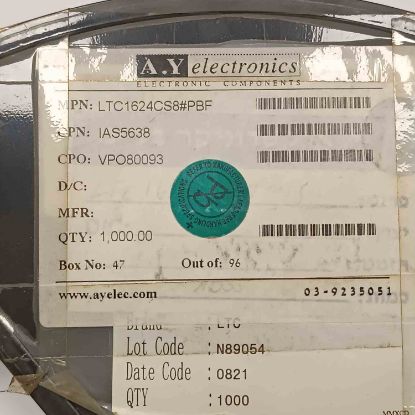 A.Y electronics
ELECTRONIC COMPONENTS
MPN: LTC1624CS8#PBF
CPN: IAS5638
CPO: VPO80093
D/C:
MFR:
QTY: 1,000.00
Box No: 47 Out of: 96
www.ayelec.com 03-9235051
Brand : LTC
Lot Code : N89054
Date Code : 0821
QTY : 1000